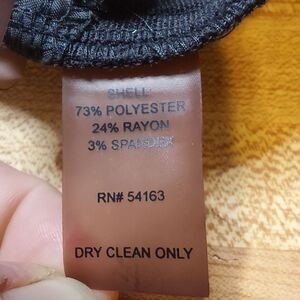 SHELL:
73% POLYESTER
24% RAYON
3% SPANDEX
RN# 54163
DRY CLEAN ONLY